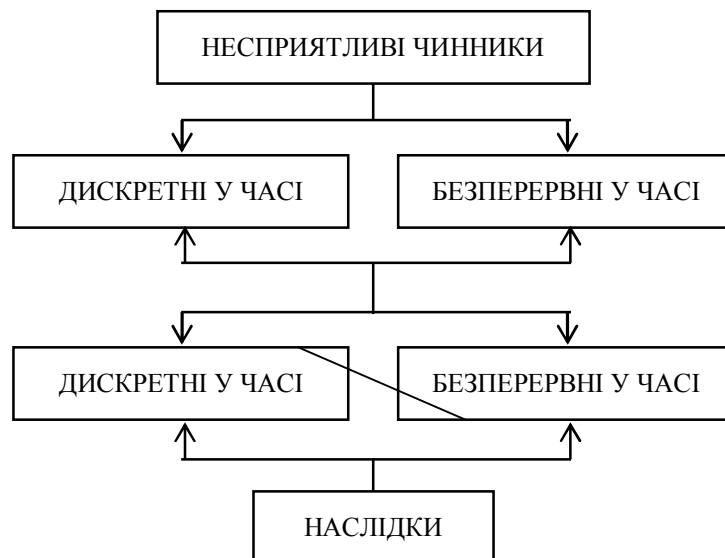 НЕСПРИЯТЛИВІ ЧИННИКИ
ДИСКРЕТНІ У ЧАСІ
БЕЗПЕРЕРВНІ У ЧАСІ
ДИСКРЕТНІ У ЧАСІ
БЕЗПЕРЕРВНІ У ЧАСІ
НАСЛІДКИ